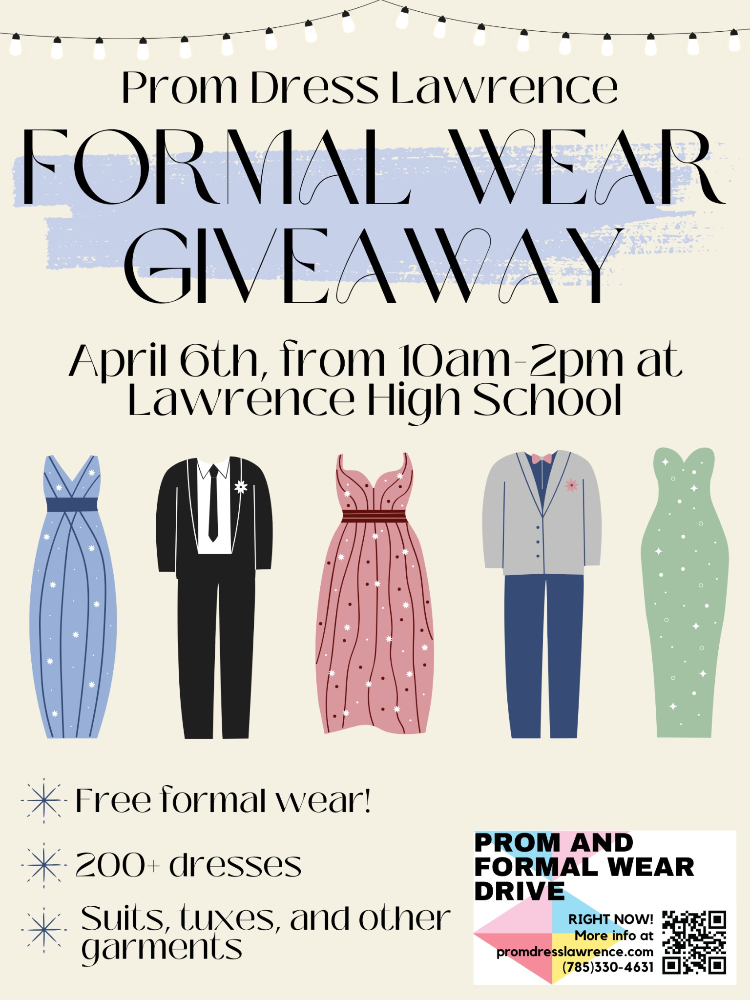 Prom Dress Lawrence
FORMAL WEAR
GIVEAWAY
April 6th, from 10am-2pm at
Lawrence High School
Free formal wear!
200+ dresses
Suits, tuxes, and other
garments
PROM AND
FORMAL WEAR
DRIVE
RIGHT NOW!
More info at
promdresslawrence.com
(785)330-4631